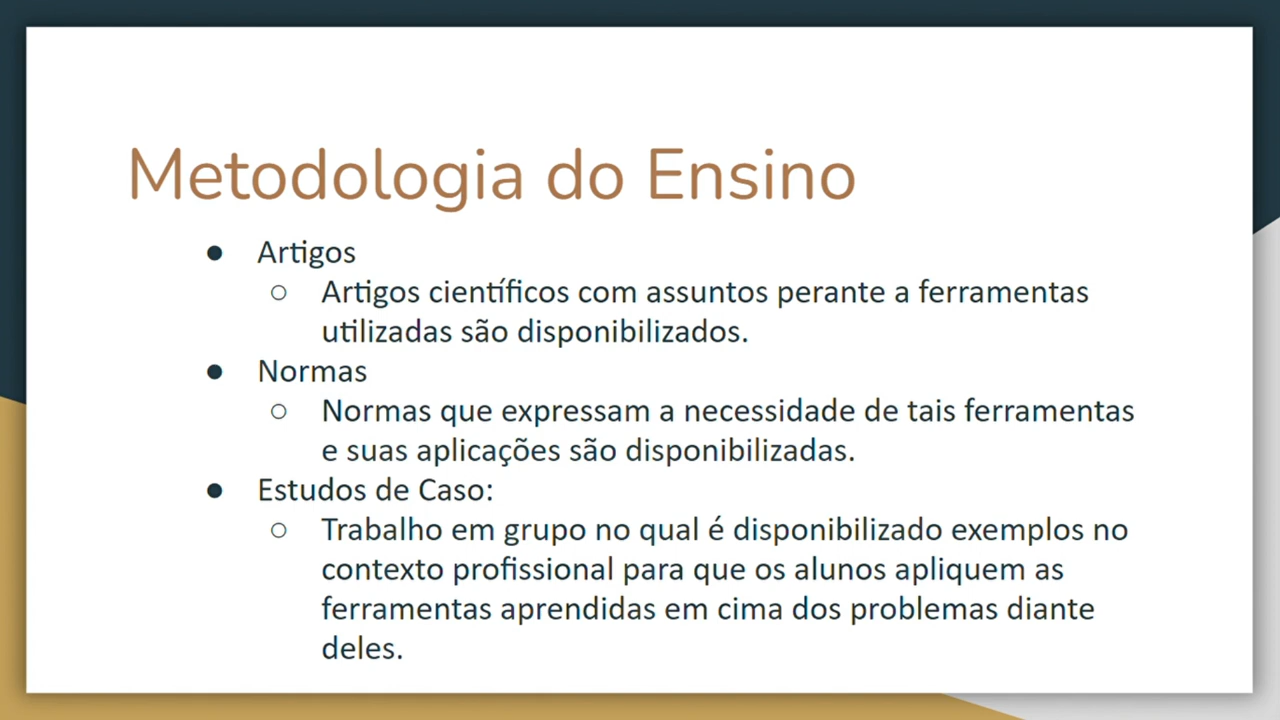 Metodologia do Ensino
● Artigos
○ Artigos científicos com assuntos perante a ferramentas
utilizadas são disponibilizados.
● Normas
○ Normas que expressam a necessidade de tais ferramentas
e suas aplicações são disponibilizadas.
● Estudos de Caso:
○ Trabalho em grupo no qual é disponibilizado exemplos no
contexto profissional para que os alunos apliquem as
ferramentas aprendidas em cima dos problemas diante
deles.